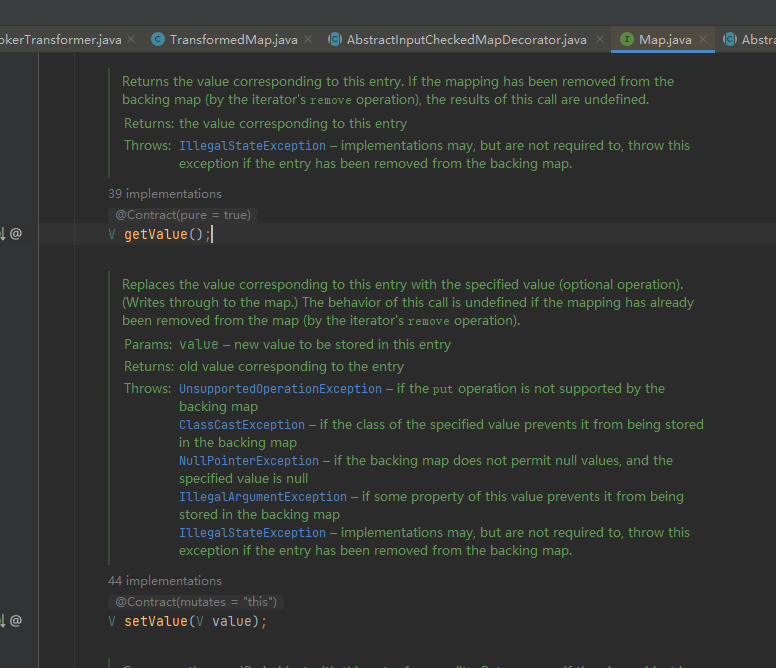 okerTransformer.java × TransformedMap.java × AbstractInputCheckedMapDecorator.java × Map.java × Abstra
Returns the value corresponding to this entry. If the mapping has been removed from the
backing map (by the iterator's remove operation), the results of this call are undefined.
Returns: the value corresponding to this entry
Throws: IllegalStateException – implementations may, but are not required to, throw this
exception if the entry has been removed from the backing map.
39 implementations
@Contract(pure = true)
V getValue();
Replaces the value corresponding to this entry with the specified value (optional operation).
(Writes through to the map.) The behavior of this call is undefined if the mapping has already
been removed from the map (by the iterator's remove operation).
Params: value – new value to be stored in this entry
Returns: old value corresponding to the entry
Throws: UnsupportedOperationException – if the put operation is not supported by the
backing map
ClassCastException – if the class of the specified value prevents it from being stored
in the backing map
NullPointerException – if the backing map does not permit null values, and the
specified value is null
IllegalArgumentException – if some property of this value prevents it from being
stored in the backing map
IllegalStateException – implementations may, but are not required to, throw this
exception if the entry has been removed from the backing map.
44 implementations
@Contract(mutates = "this")
V setValue(V value);